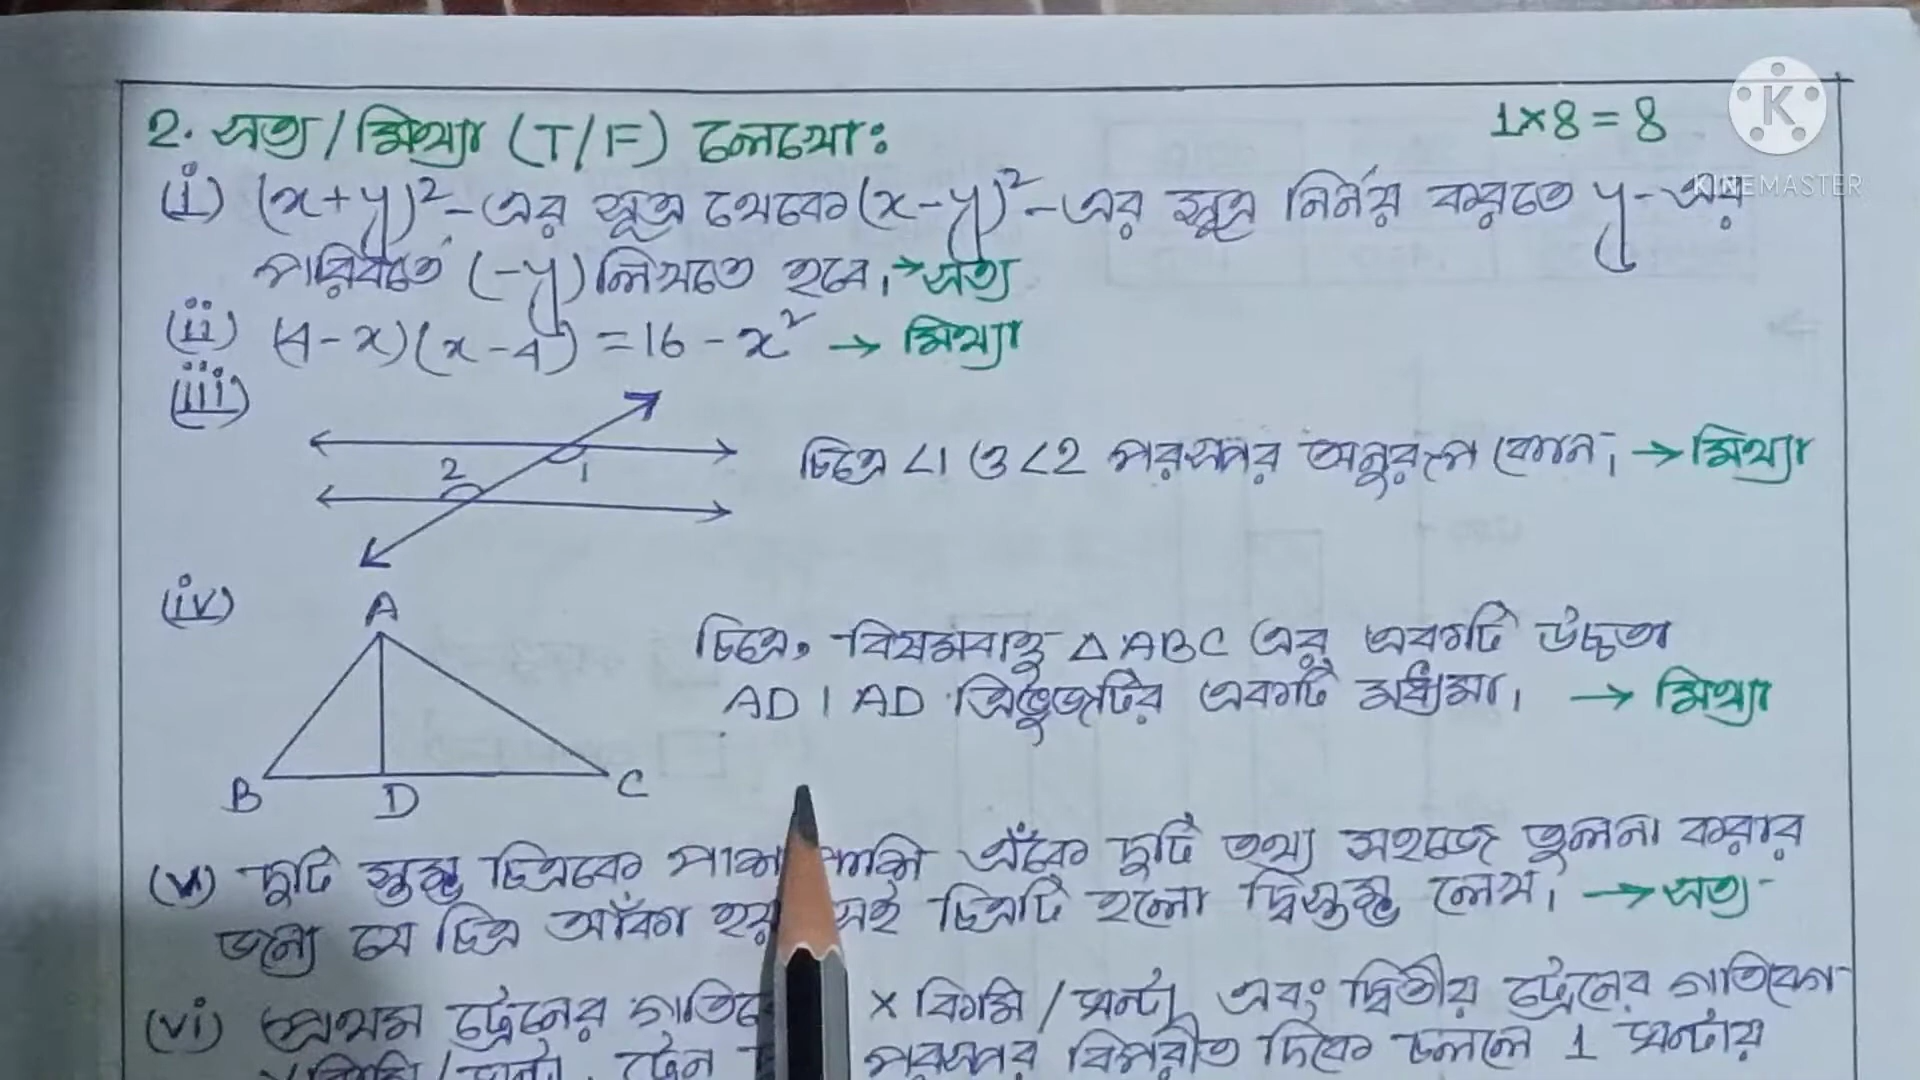 2. সত্য/মিথ্যা (T/F) লেখো: 1×8=8
(i) (x+y)²-এর সূত্র থেকে (x-y)²-এর সূত্র নির্নয় করতে y-এর
পরিবর্তে (-y) লিখতে হবে। →সত্য
(ii) (4-x)(x-4) = 16-x² → মিথ্যা
(iii)
2
1
চিত্রে ∠1 ও ∠2 পরস্পর অনুরূপ কোন। → মিথ্যা
(iv)
A
B D C
চিত্রে, বিষমবাহু △ABC এর একটি উচ্চতা
AD। AD ত্রিভুজটির একটি মধ্যমা। → মিথ্যা
(v) দুটি স্তম্ভ চিত্রকে এঁকে দুটি তথ্য সহজে তুলনা করার
জন্য যে চিত্র আঁকা হয় সেই চিত্রটি হলো দ্বিস্তম্ভ লেখ। → সত্য
(vi) প্রথম ট্রেনের x কিমি/ঘন্টা এবং দ্বিতীয় ট্রেনের গতিবেগ
ট্রেন পরস্পর বিপরীত দিকে চললে 1 ঘন্টায়
K
KINEMASTER